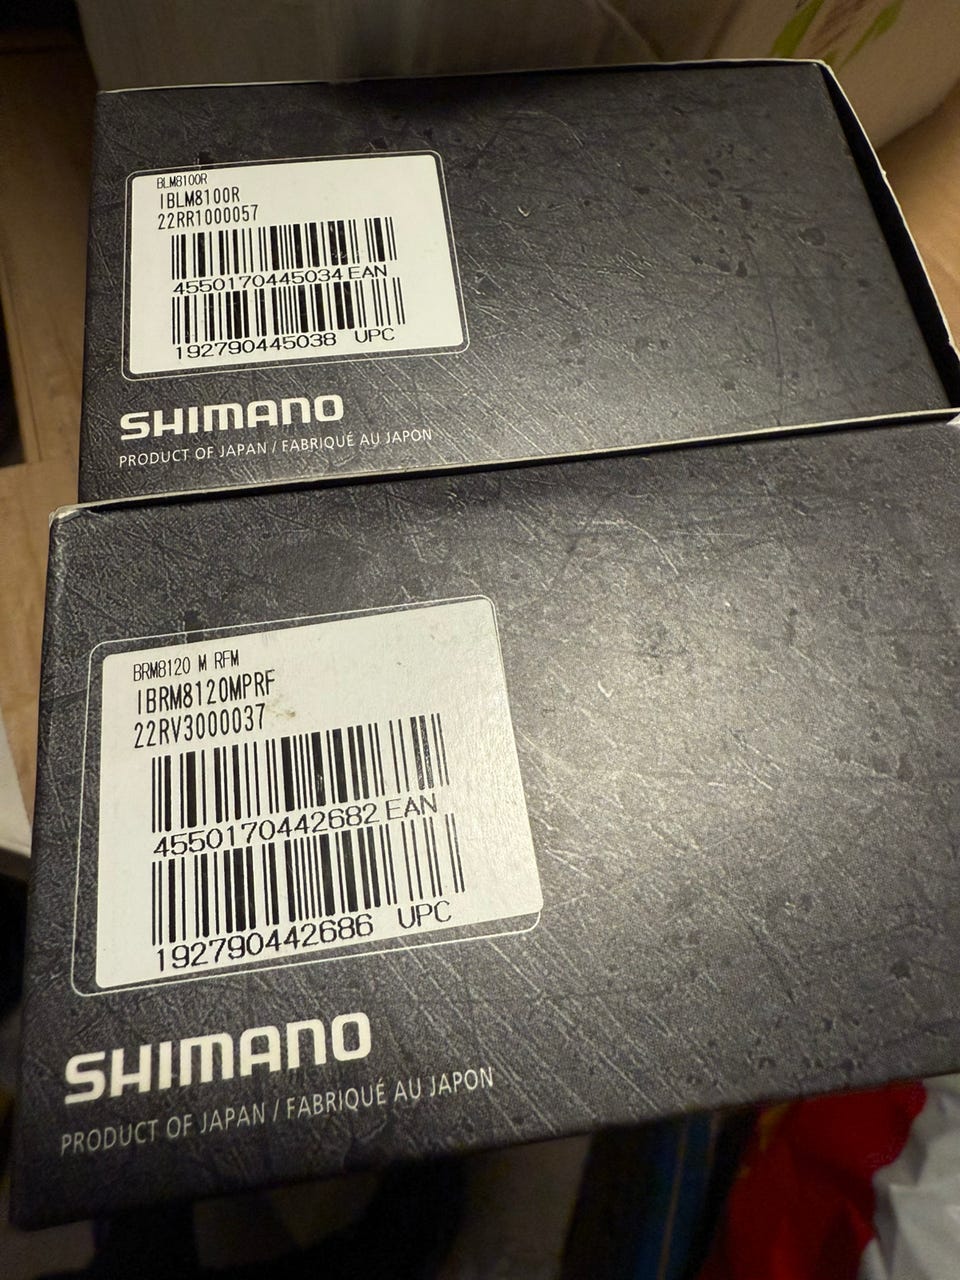 BLM8100R
IBLM8100R
22RR1000057
4550170445034 EAN
192790445038 UPC
SHIMANO
PRODUCT OF JAPAN / FABRIQUÉ AU JAPON
BRM8120 M RFM
IBRM8120MPRF
22RV3000037
4550170442682 EAN
192790442686 UPC
SHIMANO
PRODUCT OF JAPAN / FABRIQUÉ AU JAPON